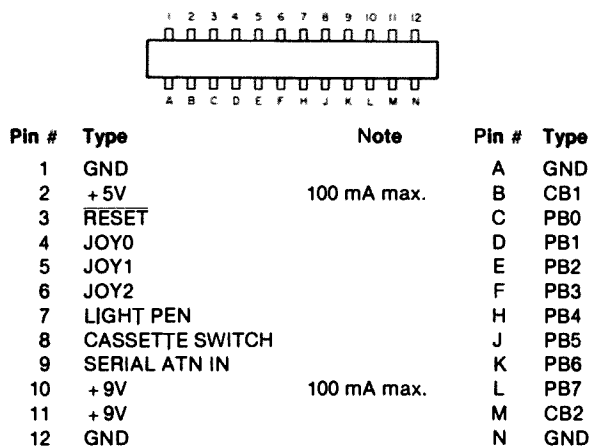 1 2 3 4 5 6 7 8 9 10 11 12
A B C D E F H J K L M N
Pin # Type Note Pin # Type
1 GND A GND
2 +5V 100 mA max. B CB1
3 RESET C PB0
4 JOY0 D PB1
5 JOY1 E PB2
6 JOY2 F PB3
7 LIGHT PEN H PB4
8 CASSETTE SWITCH J PB5
9 SERIAL ATN IN K PB6
10 +9V 100 mA max. L PB7
11 +9V M CB2
12 GND N GND